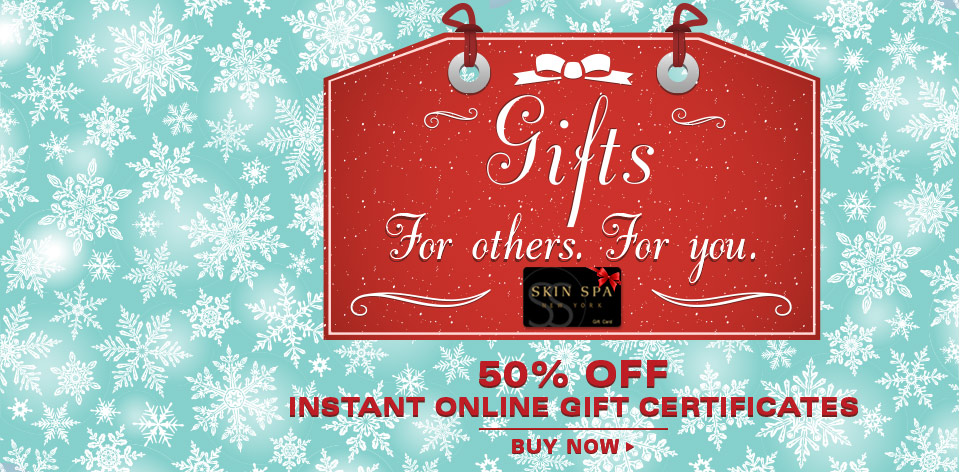 Gifts
For others. For you.
SKIN SPA
NEW YORK
Gift Card
50% OFF
INSTANT ONLINE GIFT CERTIFICATES
BUY NOW